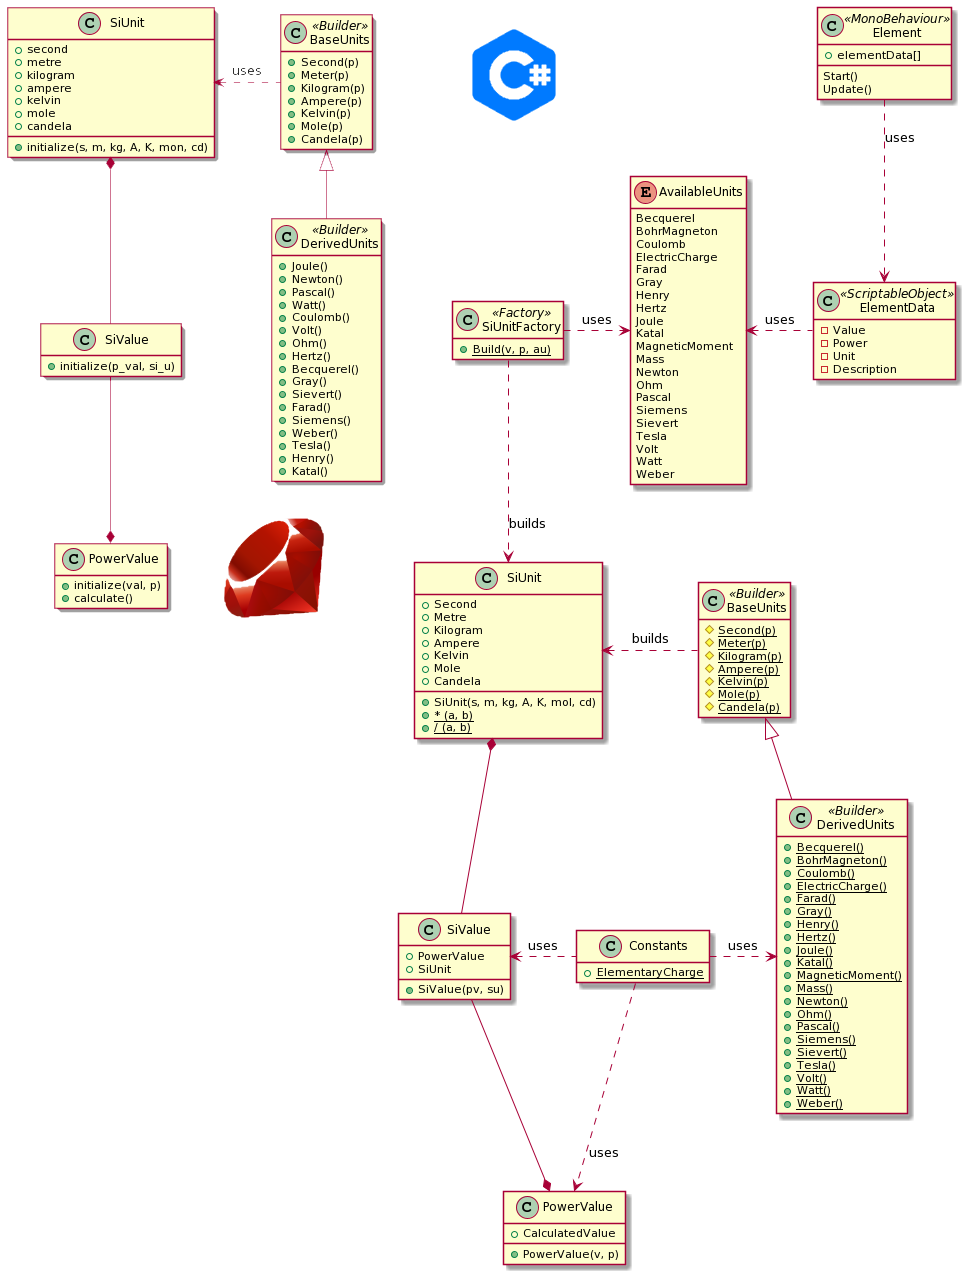 SiUnit
second
metre
kilogram
ampere
kelvin
mole
candela
initialize(s, m, kg, A, K, mon, cd)
uses
«Builder»
BaseUnits
Second(p)
Meter(p)
Kilogram(p)
Ampere(p)
Kelvin(p)
Mole(p)
Candela(p)
«Builder»
DerivedUnits
Joule()
Newton()
Pascal()
Watt()
Coulomb()
Volt()
Ohm()
Hertz()
Becquerel()
Gray()
Sievert()
Farad()
Siemens()
Weber()
Tesla()
Henry()
Katal()
SiValue
initialize(p_val, si_u)
PowerValue
initialize(val, p)
calculate()
C#
«MonoBehaviour»
Element
elementData[]
Start()
Update()
uses
«ScriptableObject»
ElementData
Value
Power
Unit
Description
uses
AvailableUnits
Becquerel
BohrMagneton
Coulomb
ElectricCharge
Farad
Gray
Henry
Hertz
Joule
Katal
MagneticMoment
Mass
Newton
Ohm
Pascal
Siemens
Sievert
Tesla
Volt
Watt
Weber
uses
«Factory»
SiUnitFactory
Build(v, p, au)
builds
SiUnit
Second
Metre
Kilogram
Ampere
Kelvin
Mole
Candela
SiUnit(s, m, kg, A, K, mol, cd)
* (a, b)
/ (a, b)
builds
«Builder»
BaseUnits
Second(p)
Meter(p)
Kilogram(p)
Ampere(p)
Kelvin(p)
Mole(p)
Candela(p)
«Builder»
DerivedUnits
Becquerel()
BohrMagneton()
Coulomb()
ElectricCharge()
Farad()
Gray()
Henry()
Hertz()
Joule()
Katal()
MagneticMoment()
Mass()
Newton()
Ohm()
Pascal()
Siemens()
Sievert()
Tesla()
Volt()
Watt()
Weber()
SiValue
PowerValue
SiUnit
SiValue(pv, su)
uses
Constants
ElementaryCharge
uses
uses
PowerValue
CalculatedValue
PowerValue(v, p)